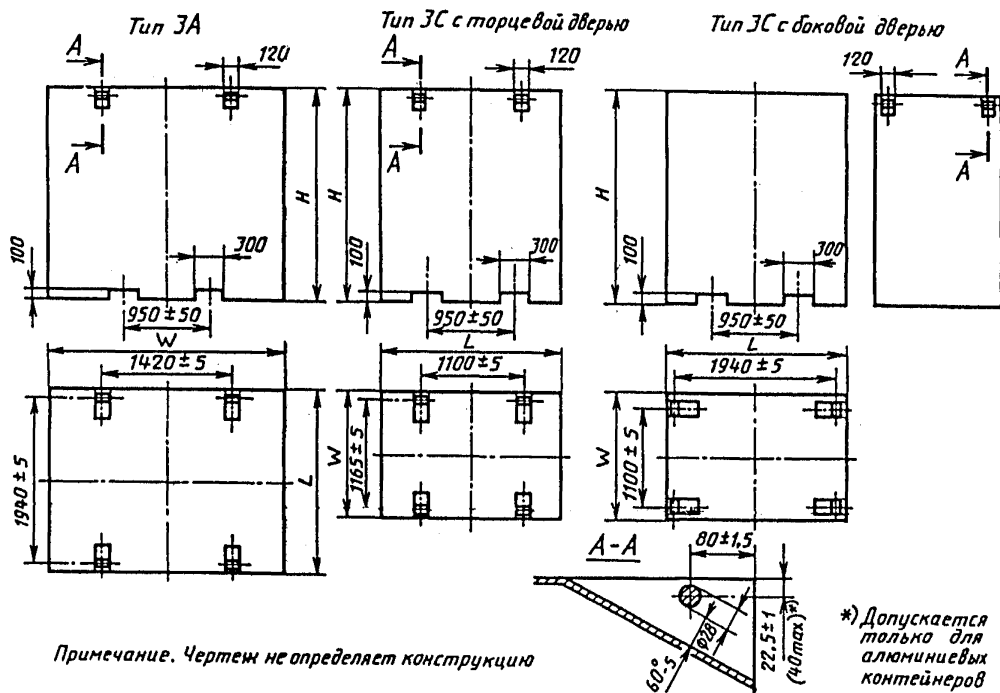 Тип 3А
Тип 3С с торцевой дверью
Тип 3С с боковой дверью
А
120
А
120
120
А
А
А
А
H
H
H
100
300
100
300
100
300
950±50
950±50
950±50
W
L
L
1420±5
1100±5
1940±5
1940±5
L
W
1165±5
W
1100±5
А-А
80±1,5
Ф28
60°-5
22,5±1
(40max)*)
*) Допускается
только для
алюминиевых
контейнеров
Примечание. Чертеж не определяет конструкцию